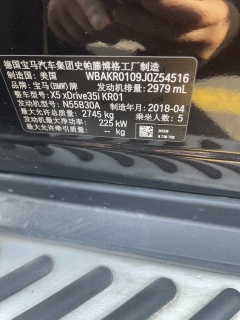 德国宝马汽车集团史帕滕博格工厂制造
制造国：美国 WBAKR0109J0Z54516
品牌：宝马(BMW)牌 发动机排量：2979 mL
整车型号：X5 xDrive35i KR01
发动机型号：N55B30A 制造年月：2018-04
最大允许总质量：2745 kg 乘坐人数：5
发动机最大净功率：225 kW
最大允许牵引质量：-- kg